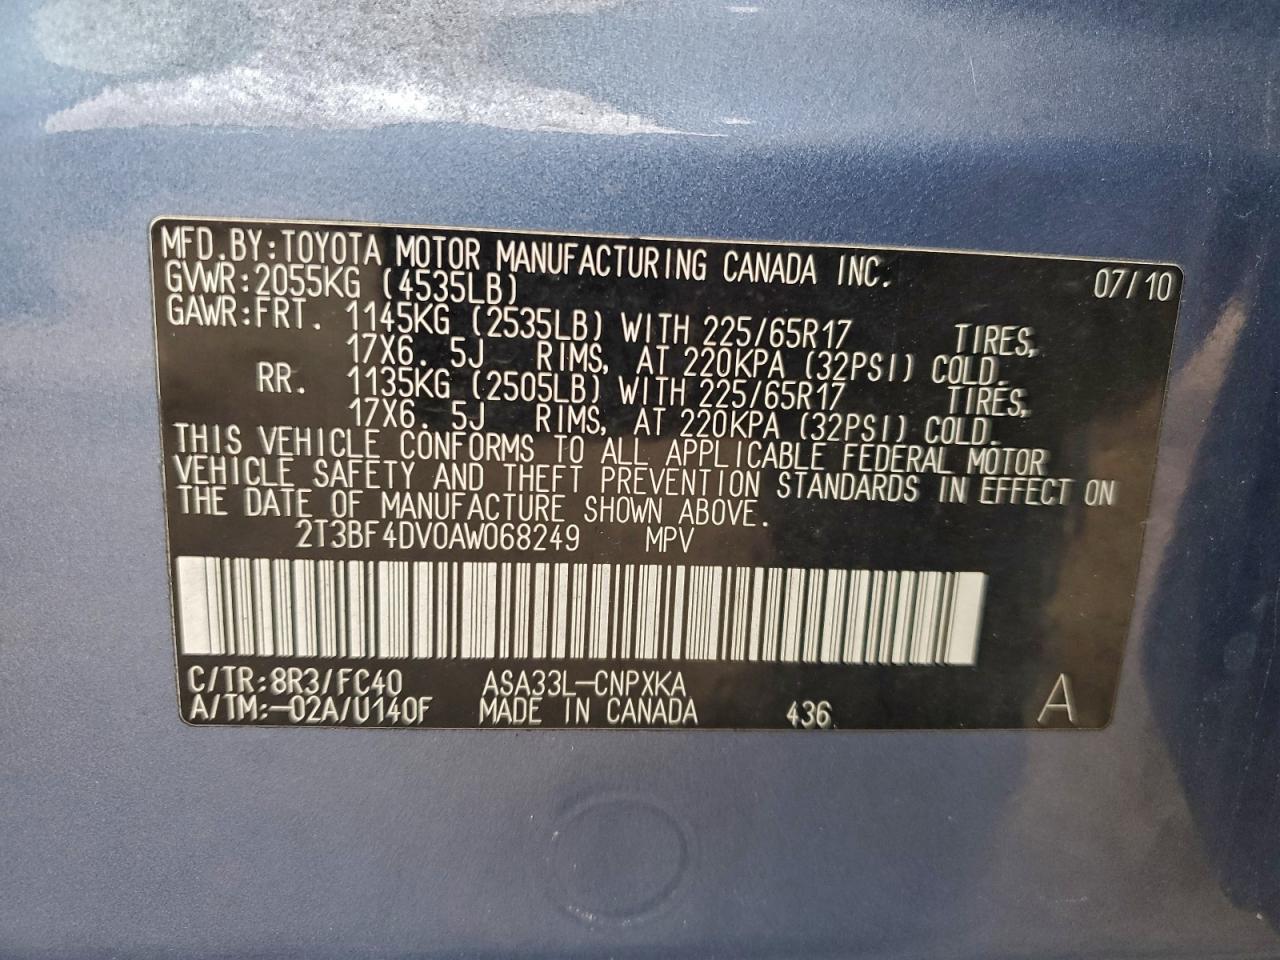 MFD.BY:TOYOTA MOTOR MANUFACTURING CANADA INC. 07/10
GVWR:2055KG (4535LB)
GAWR:FRT. 1145KG (2535LB) WITH 225/65R17 TIRES,
17X6.5J RIMS, AT 220KPA (32PSI) COLD.
RR. 1135KG (2505LB) WITH 225/65R17 TIRES,
17X6.5J RIMS, AT 220KPA (32PSI) COLD.
THIS VEHICLE CONFORMS TO ALL APPLICABLE FEDERAL MOTOR
VEHICLE SAFETY AND THEFT PREVENTION STANDARDS IN EFFECT ON
THE DATE OF MANUFACTURE SHOWN ABOVE.
2T3BF4DV0AW068249 MPV
C/TR:8R3/FC40 ASA33L-CNPXKA
A/TM:-02A/U140F MADE IN CANADA 436 A